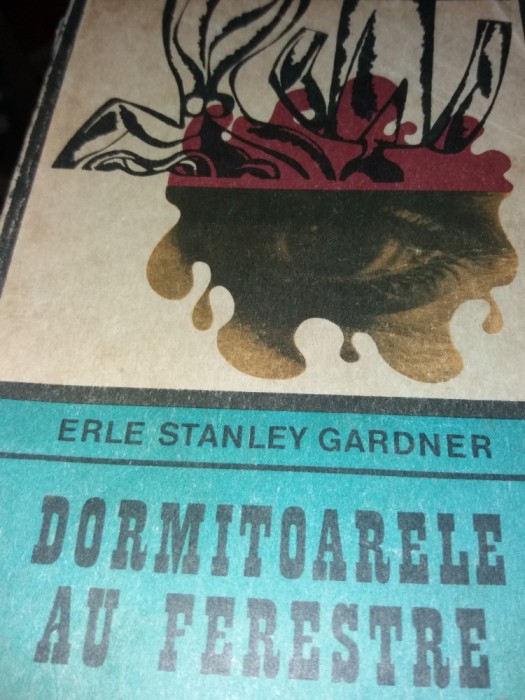 ERLE STANLEY GARDNER
DORMITOARELE
AU FERESTRE